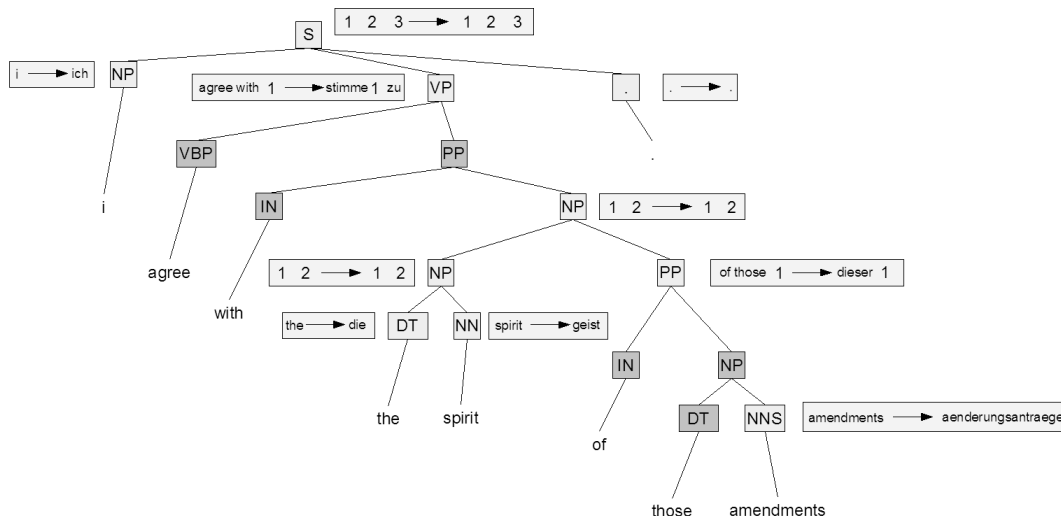 S 1 2 3 → 1 2 3
i → ich NP agree with 1 → stimme 1 zu VP . . → .
VBP PP .
i IN NP 1 2 → 1 2
agree 1 2 → 1 2 NP PP of those 1 → dieser 1
with the → die DT NN spirit → geist
IN NP
the spirit of DT NNS amendments → aenderungsantraege
those amendments